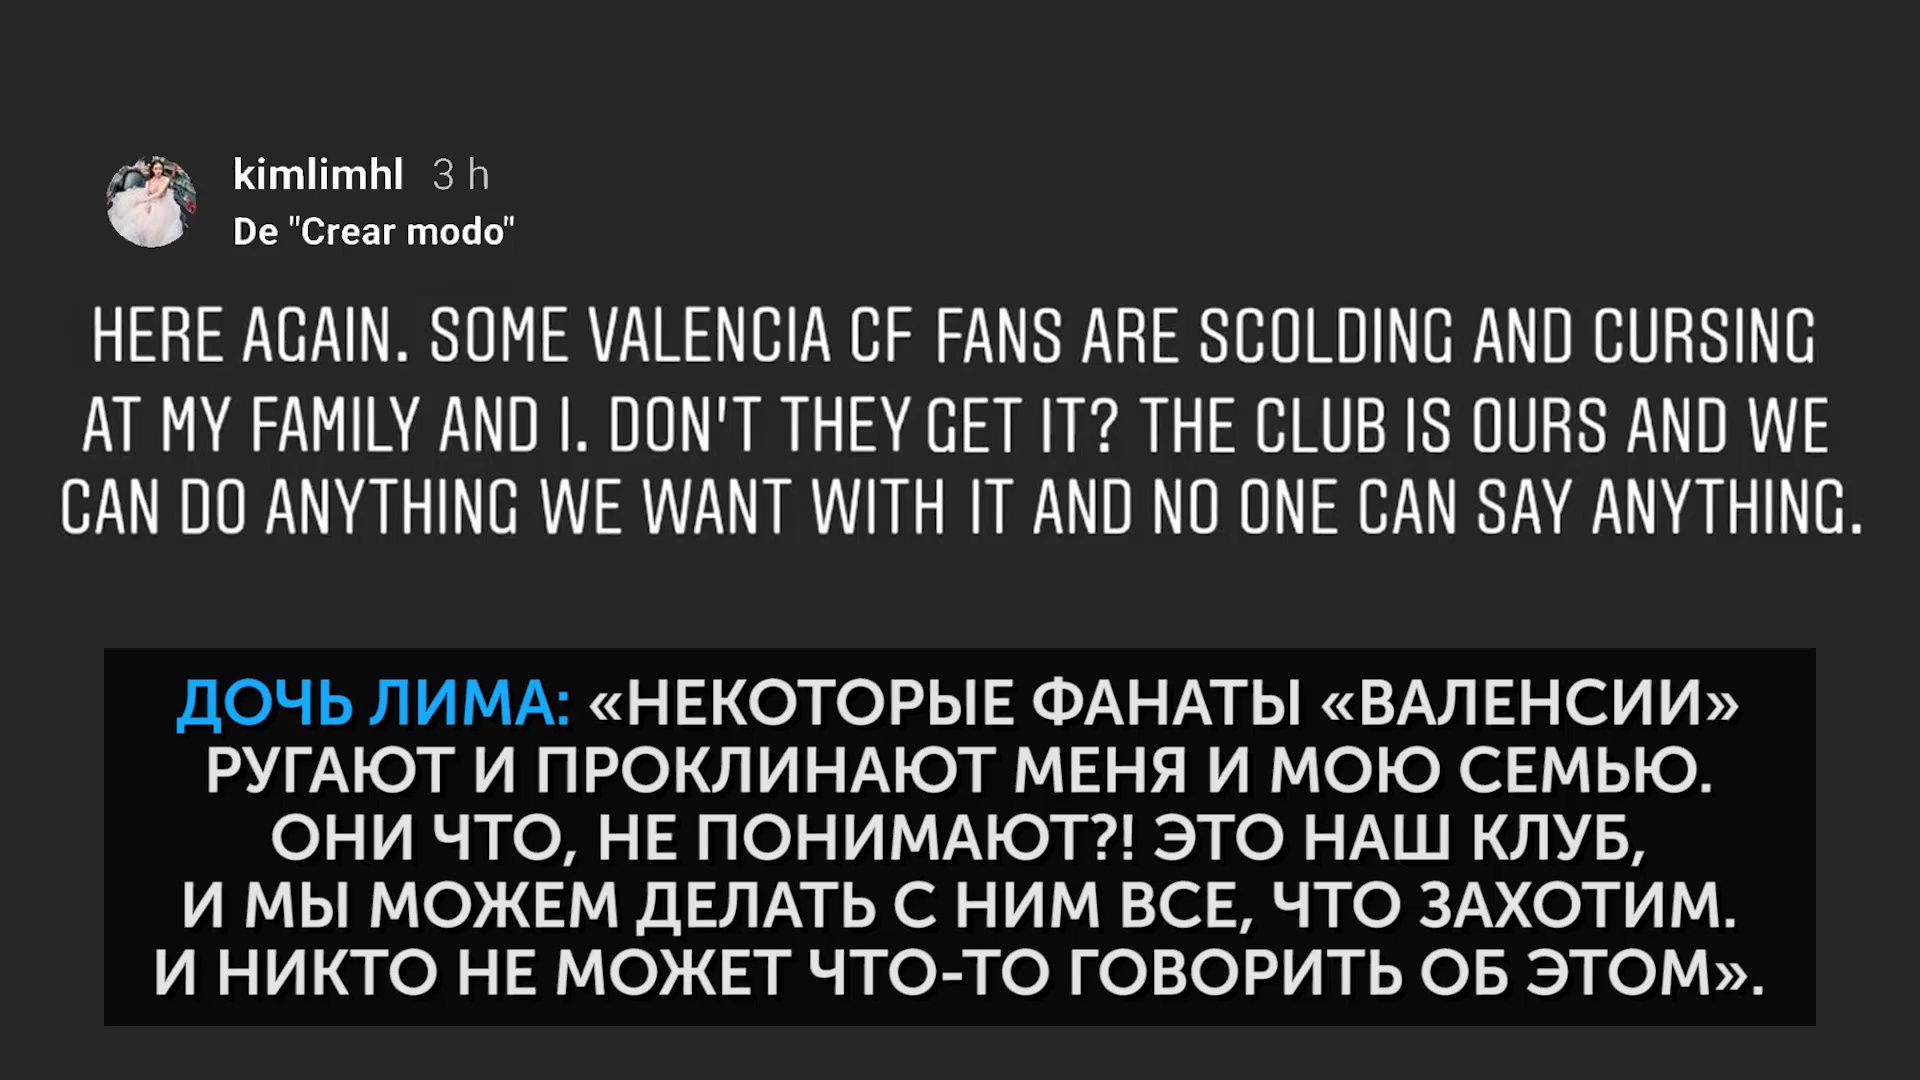 kimlimhl 3 h
De "Crear modo"
HERE AGAIN. SOME VALENCIA CF FANS ARE SCOLDING AND CURSING
AT MY FAMILY AND I. DON'T THEY GET IT? THE CLUB IS OURS AND WE
CAN DO ANYTHING WE WANT WITH IT AND NO ONE CAN SAY ANYTHING.
ДОЧЬ ЛИМА: «НЕКОТОРЫЕ ФАНАТЫ «ВАЛЕНСИИ»
РУГАЮТ И ПРОКЛИНАЮТ МЕНЯ И МОЮ СЕМЬЮ.
ОНИ ЧТО, НЕ ПОНИМАЮТ?! ЭТО НАШ КЛУБ,
И МЫ МОЖЕМ ДЕЛАТЬ С НИМ ВСЕ, ЧТО ЗАХОТИМ.
И НИКТО НЕ МОЖЕТ ЧТО-ТО ГОВОРИТЬ ОБ ЭТОМ».